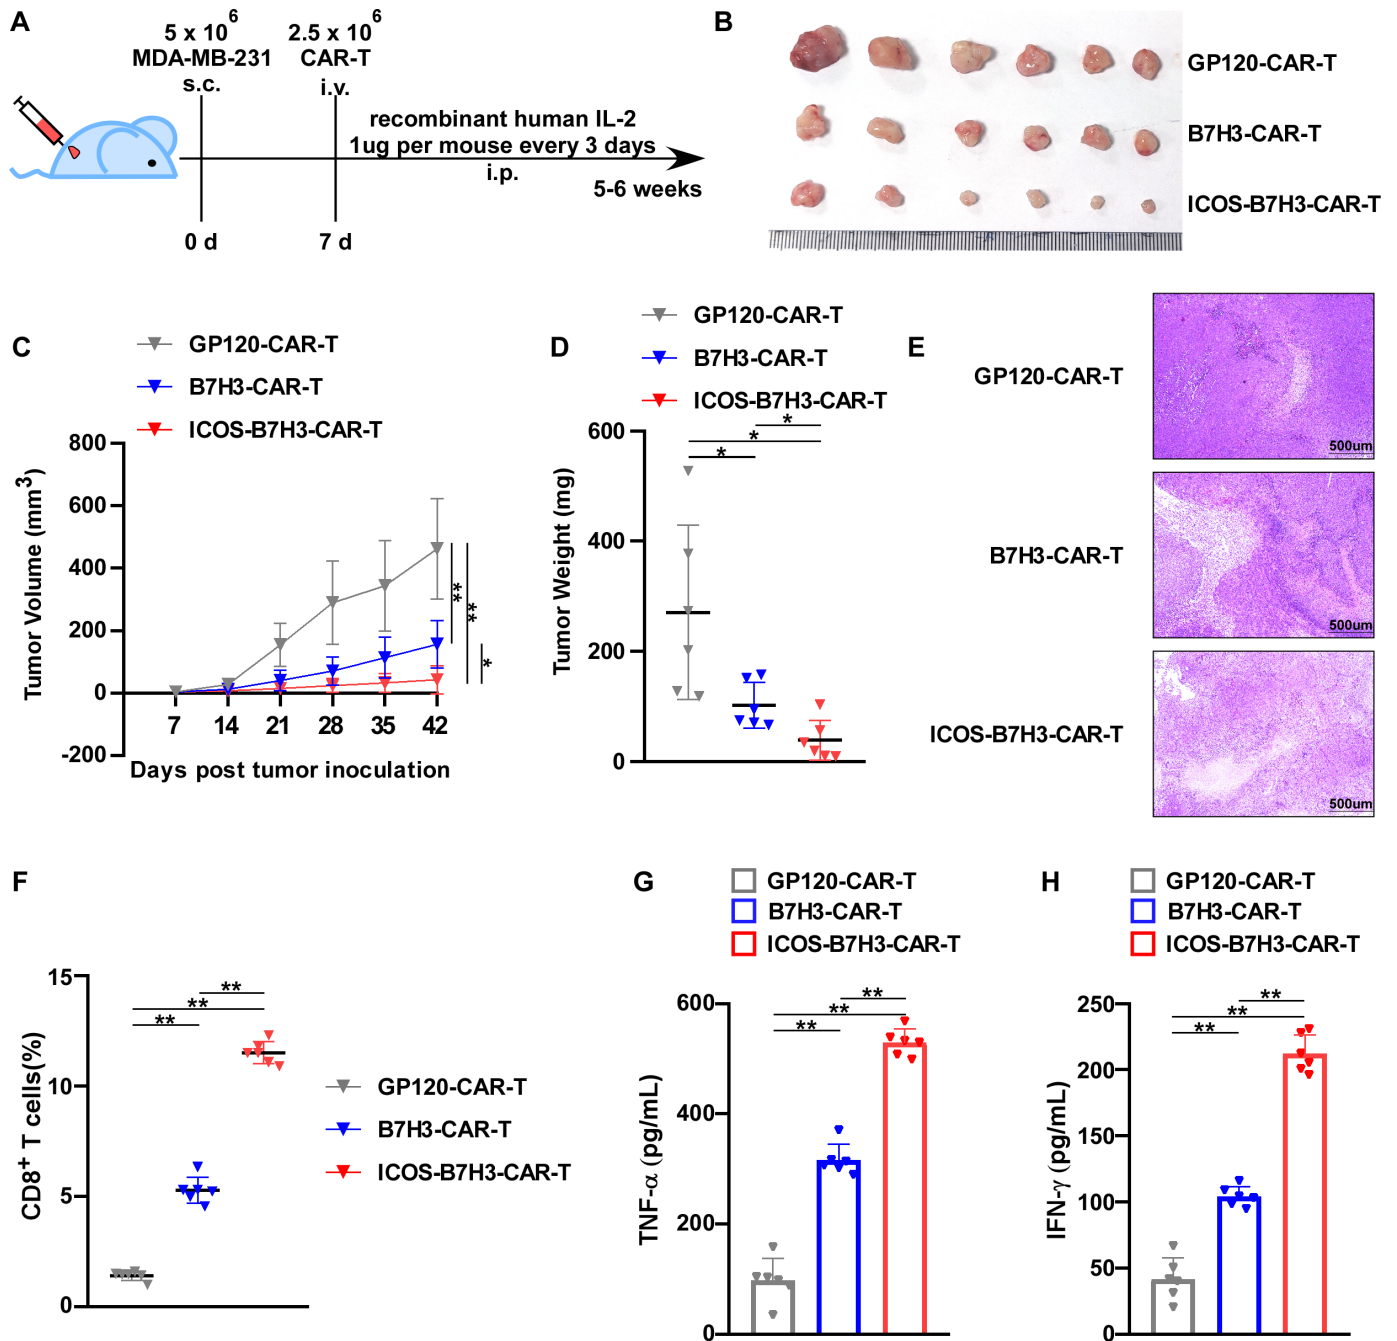 A
5 x 10^6
MDA-MB-231
s.c.
2.5 x 10^6
CAR-T
i.v.
recombinant human IL-2
1ug per mouse every 3 days
i.p.
5-6 weeks
0 d
7 d
B
GP120-CAR-T
B7H3-CAR-T
ICOS-B7H3-CAR-T
C
GP120-CAR-T
B7H3-CAR-T
ICOS-B7H3-CAR-T
Tumor Volume (mm³)
800
600
400
200
0
-200
7 14 21 28 35 42
Days post tumor inoculation
**
**
*
D
GP120-CAR-T
B7H3-CAR-T
ICOS-B7H3-CAR-T
Tumor Weight (mg)
600
400
200
0
*
*
*
E
GP120-CAR-T
500um
B7H3-CAR-T
500um
ICOS-B7H3-CAR-T
500um
F
CD8⁺ T cells(%)
15
10
5
0
**
**
**
GP120-CAR-T
B7H3-CAR-T
ICOS-B7H3-CAR-T
G
GP120-CAR-T
B7H3-CAR-T
ICOS-B7H3-CAR-T
TNF-α (pg/mL)
600
400
200
0
**
**
**
H
GP120-CAR-T
B7H3-CAR-T
ICOS-B7H3-CAR-T
IFN-γ (pg/mL)
250
200
150
100
50
0
**
**
**